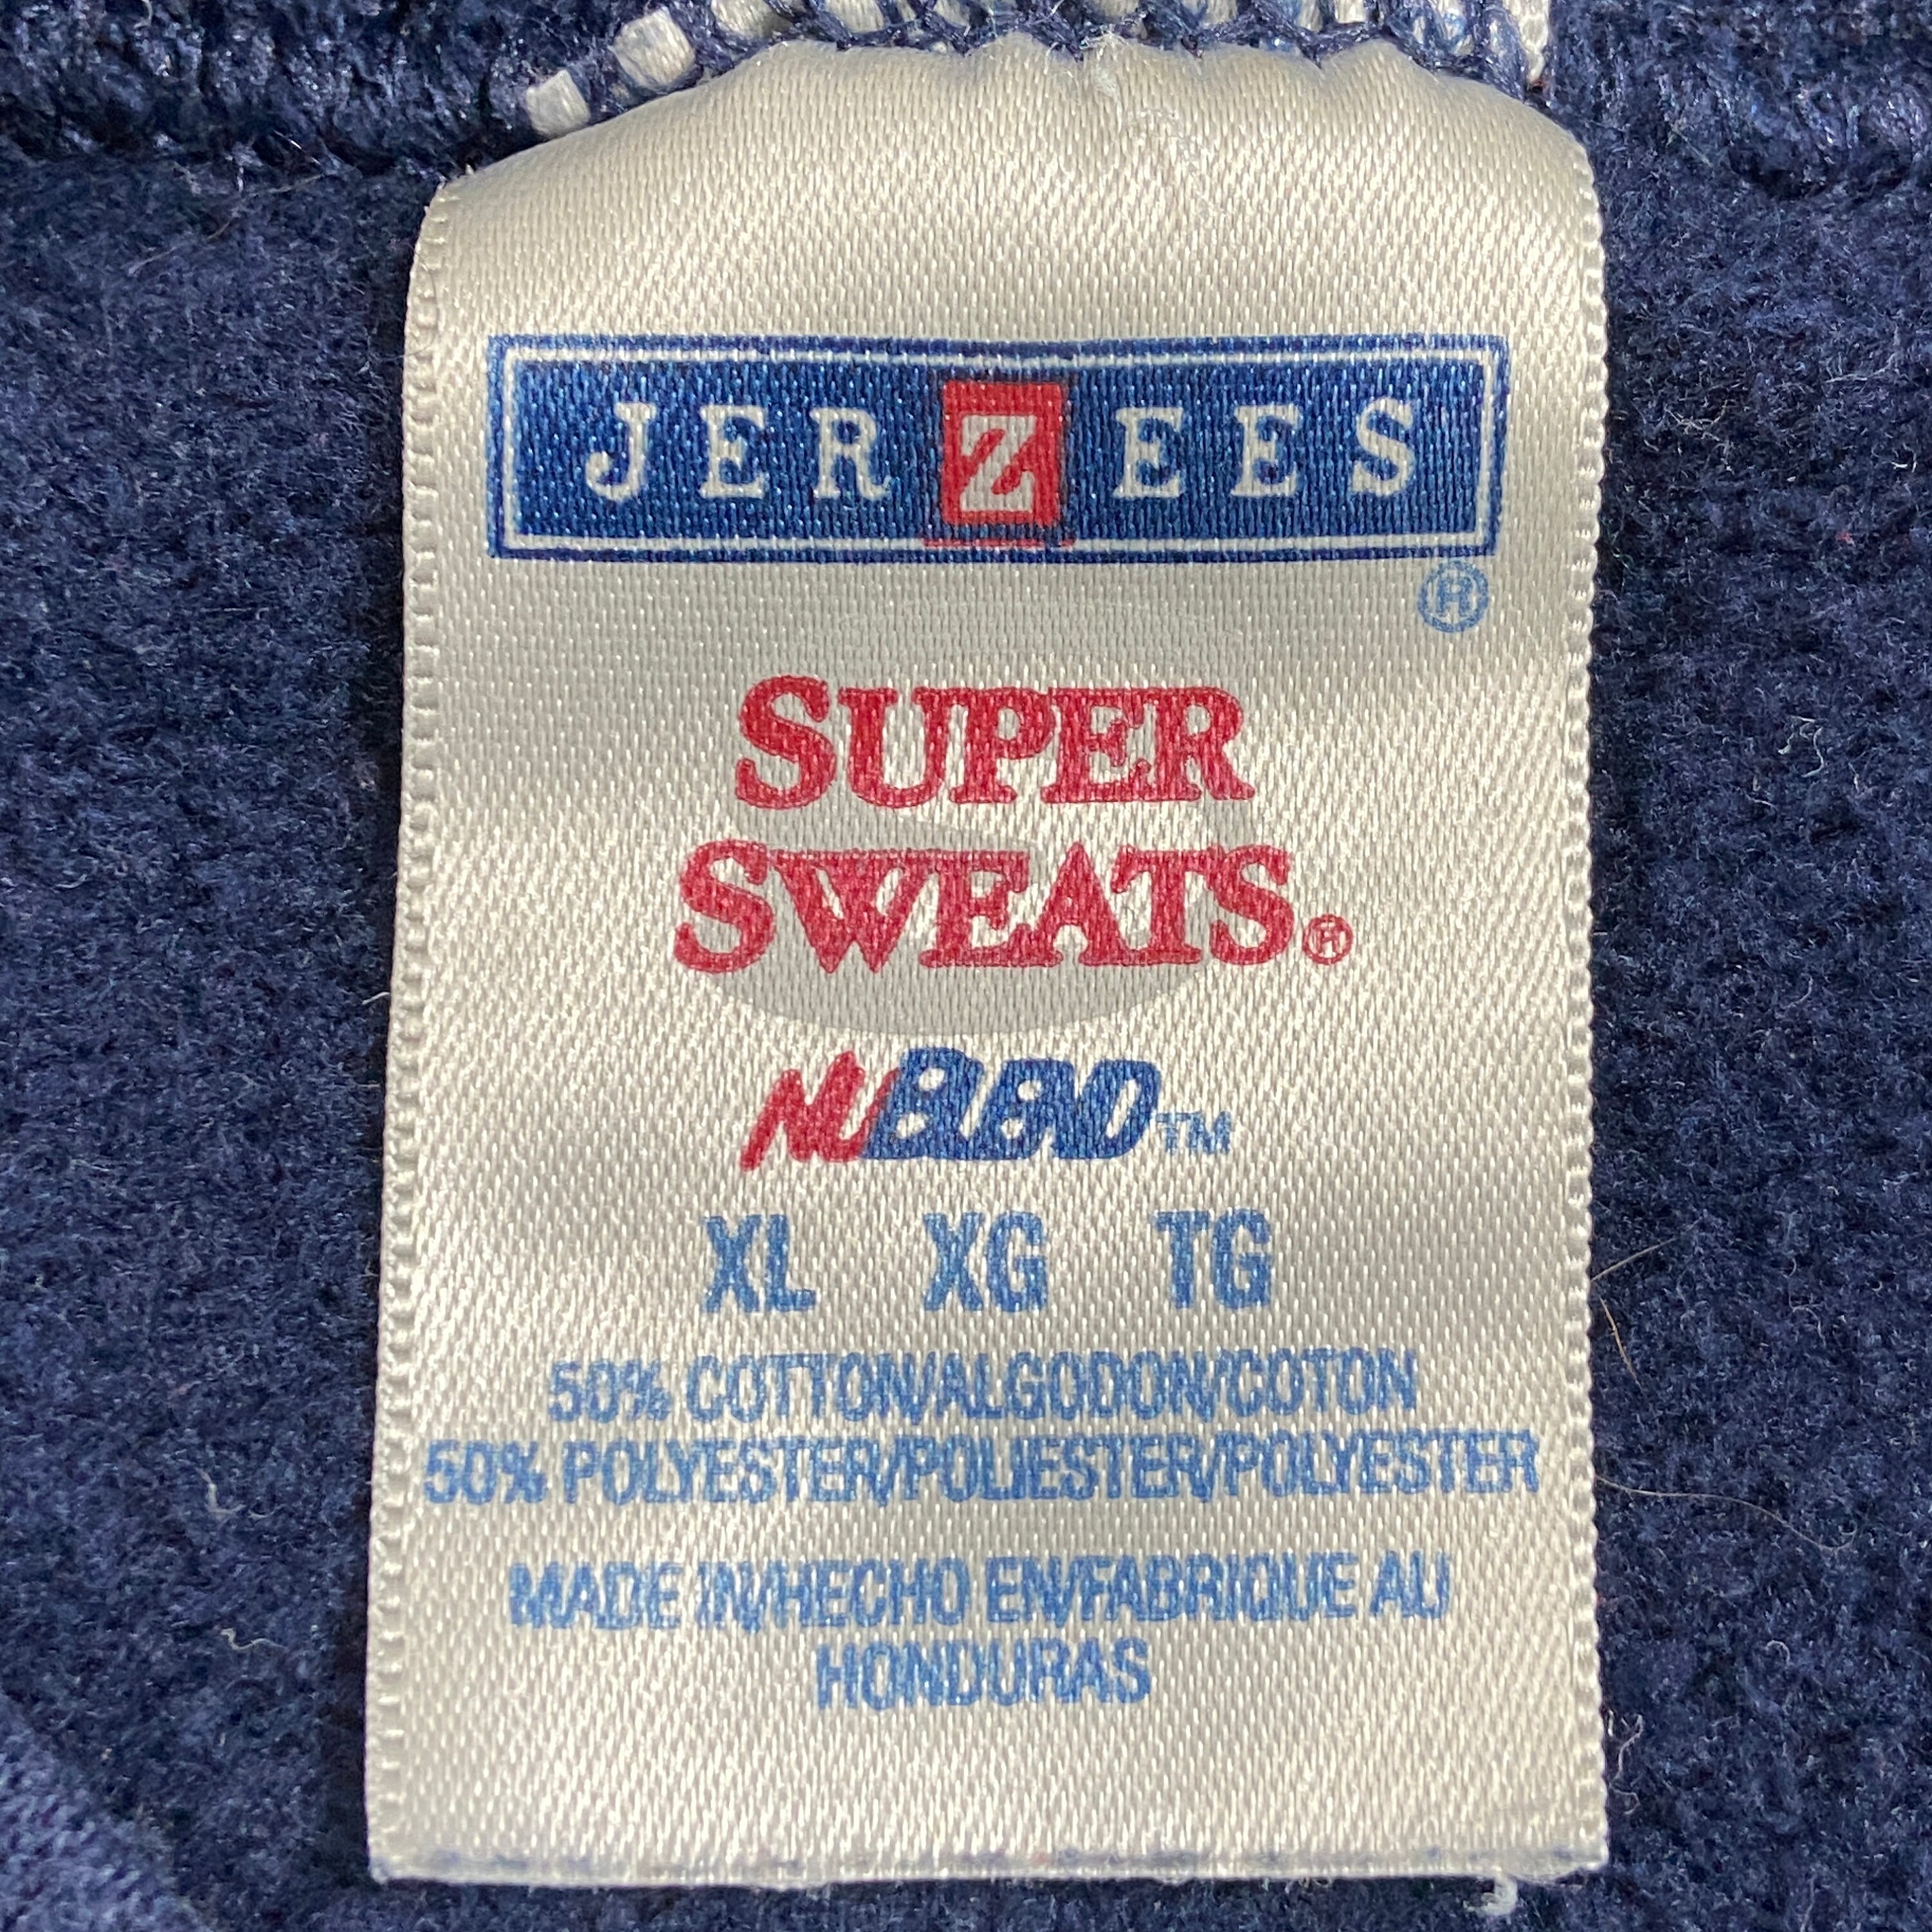 JERZEES®
SUPER
SWEATS®
NUBLEND™
XL XG TG
50% COTTON/ALGODON/COTON
50% POLYESTER/POLIESTER/POLYESTER
MADE IN/HECHO EN/FABRIQUE AU
HONDURAS